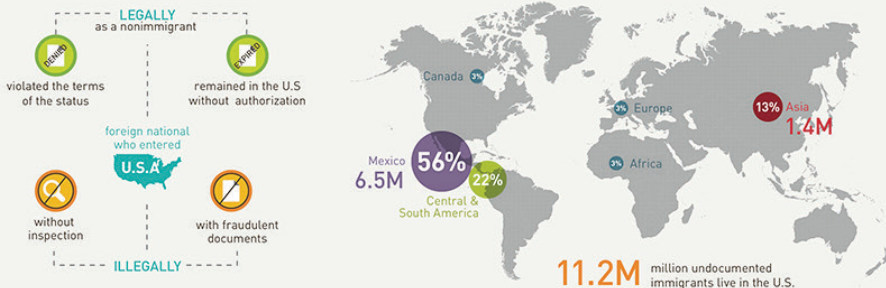 LEGALLY
as a nonimmigrant
DENIED
EXPIRED
violated the terms
of the status
remained in the U.S
without authorization
foreign national
who entered
U.S.A
without
inspection
with fraudulent
documents
ILLEGALLY
Canada 3%
3% Europe
13% Asia
1.4M
Mexico
6.5M
56%
22%
Central &
South America
3% Africa
11.2M million undocumented
immigrants live in the U.S.